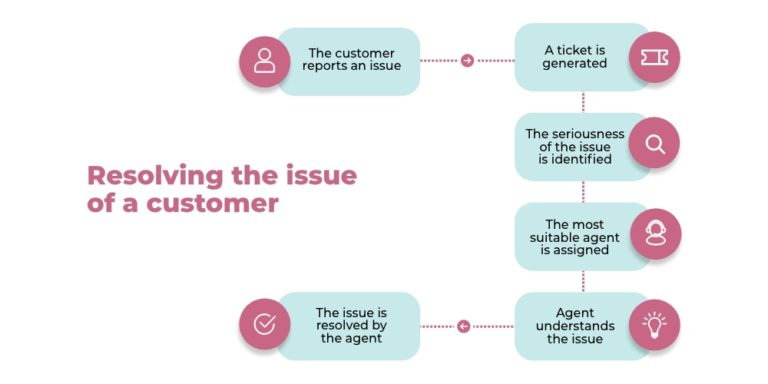 The customer
reports an issue
A ticket is
generated
The seriousness
of the issue
is identified
Resolving the issue
of a customer
The most
suitable agent
is assigned
Agent
understands
the issue
The issue is
resolved by
the agent